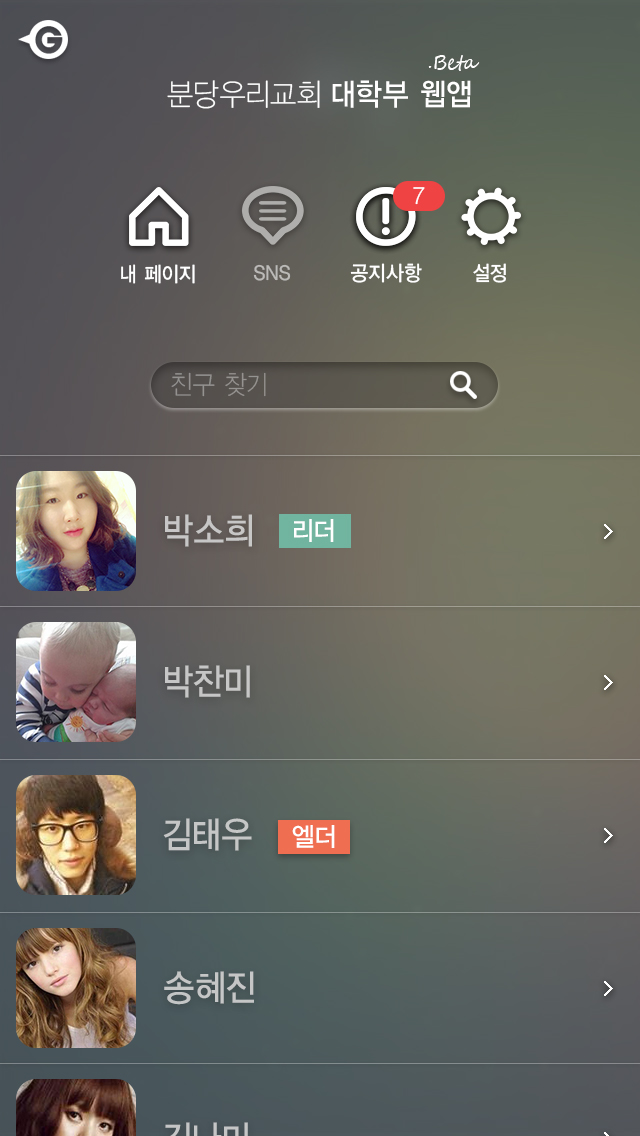 G
.Beta
분당우리교회 대학부 웹앱
7
내 페이지
SNS
공지사항
설정
친구 찾기
박소희 리더
박찬미
김태우 엘더
송혜진